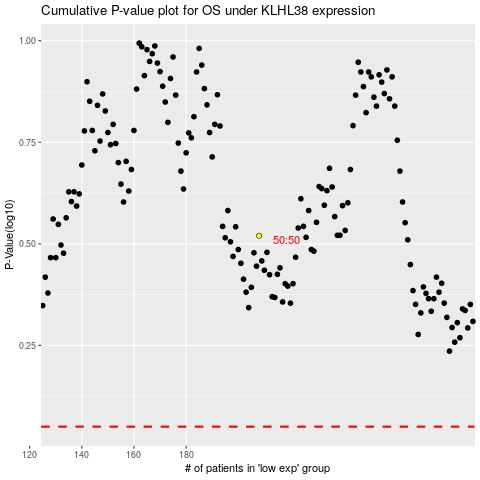 Cumulative P-value plot for OS under KLHL38 expression
P-Value(log10)
1.00
0.75
0.50
0.25
50:50
120 140 160 180
# of patients in 'low exp' group